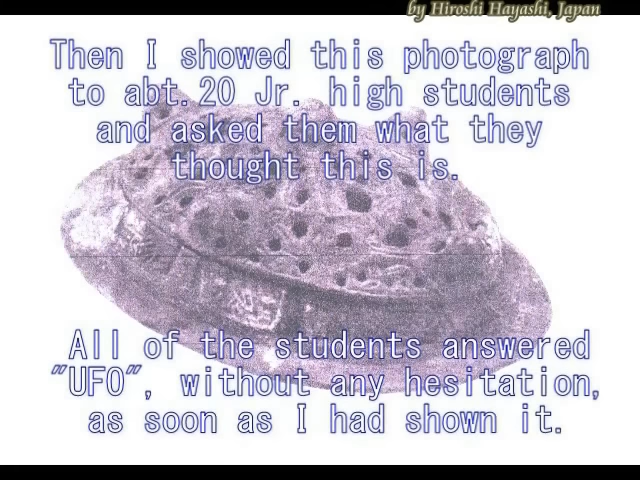 by Hiroshi Hayashi, Japan
Then I showed this photograph
to abt.20 Jr. high students
and asked them what they
thought this is.
All of the students answered
"UFO", without any hesitation,
as soon as I had shown it.